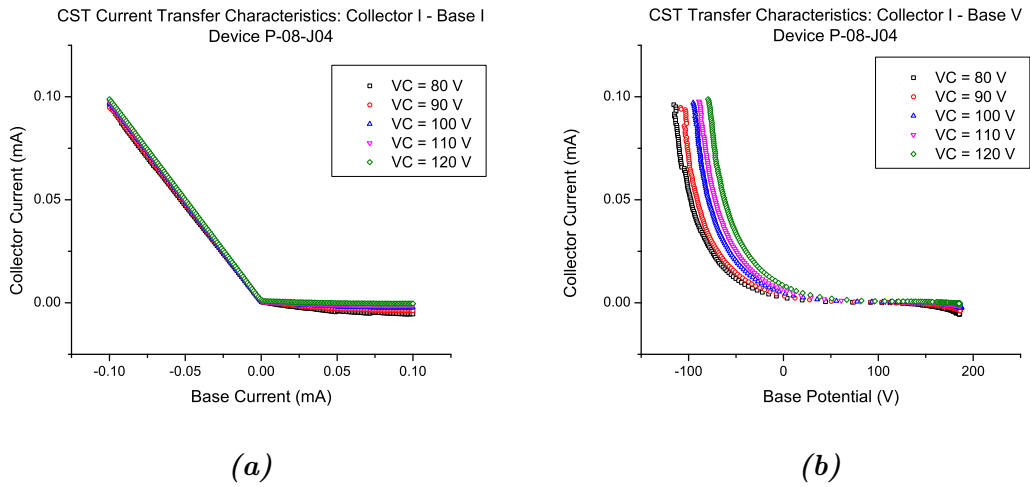 CST Current Transfer Characteristics: Collector I - Base I
Device P-08-J04
VC = 80 V
VC = 90 V
VC = 100 V
VC = 110 V
VC = 120 V
0.10
0.05
0.00
Collector Current (mA)
-0.10
-0.05
0.00
0.05
0.10
Base Current (mA)
(a)
CST Transfer Characteristics: Collector I - Base V
Device P-08-J04
VC = 80 V
VC = 90 V
VC = 100 V
VC = 110 V
VC = 120 V
0.10
0.05
0.00
Collector Current (mA)
-100
0
100
200
Base Potential (V)
(b)